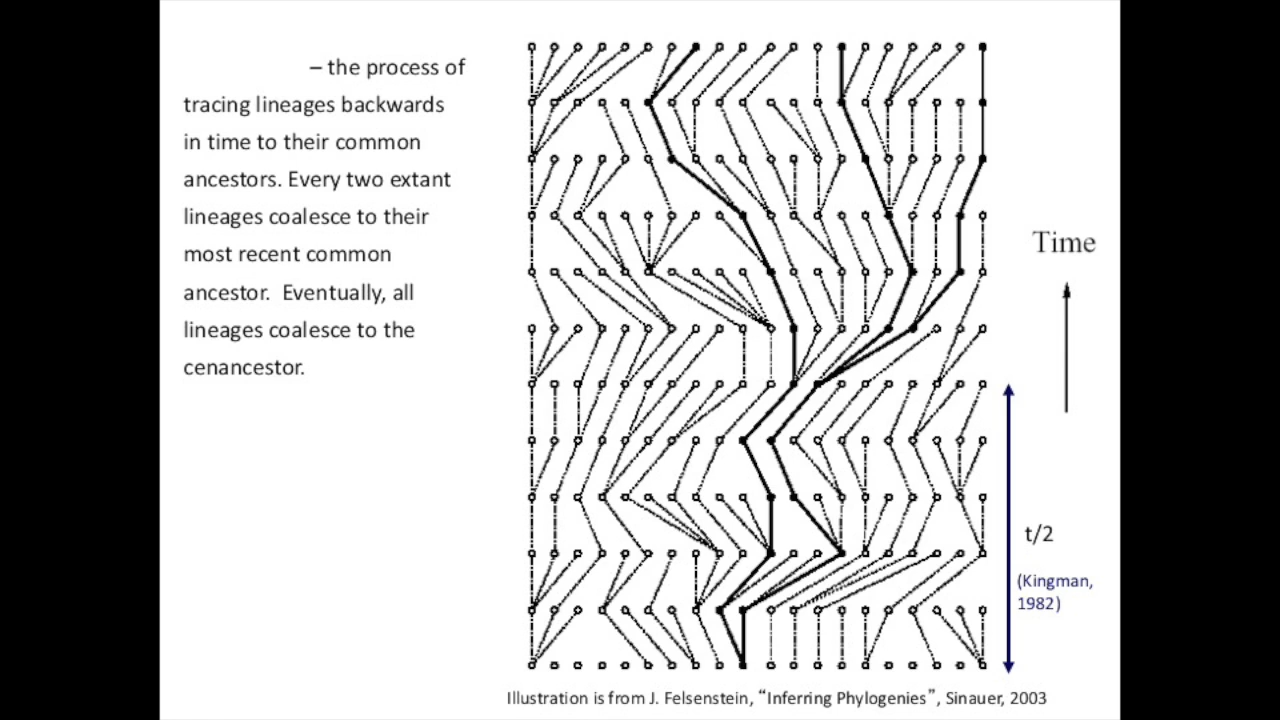 – the process of
tracing lineages backwards
in time to their common
ancestors. Every two extant
lineages coalesce to their
most recent common
ancestor. Eventually, all
lineages coalesce to the
cenancestor.
Time
t/2
(Kingman,
1982)
Illustration is from J. Felsenstein, “Inferring Phylogenies”, Sinauer, 2003